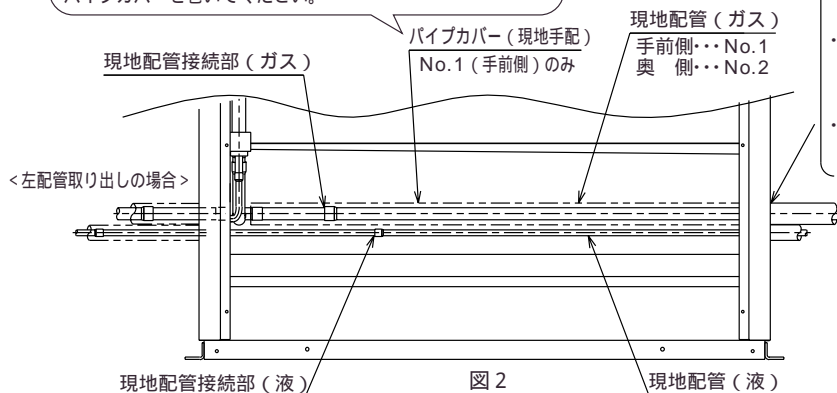 パイプカバーを巻いてください。
パイプカバー(現地手配)
No.1(手前側)のみ
現地配管(ガス)
手前側･･･No.1
奥　側･･･No.2
現地配管接続部(ガス)
<左配管取り出しの場合>
現地配管接続部(液)
図2
現地配管(液)